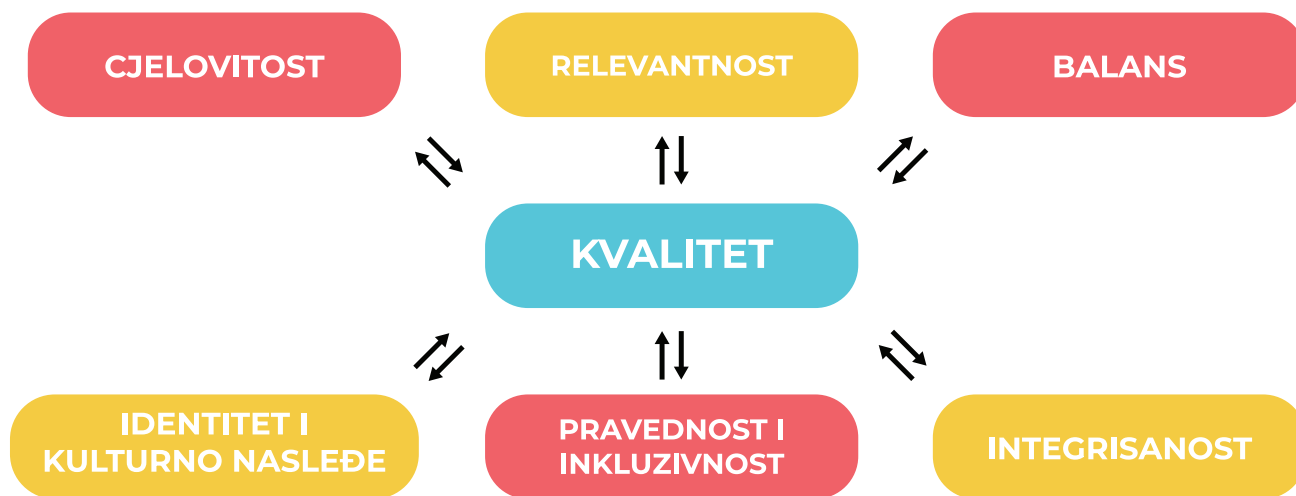 CJELOVITOST
RELEVANTNOST
BALANS
KVALITET
IDENTITET I
KULTURNO NASLEĐE
PRAVEDNOST I
INKLUZIVNOST
INTEGRISANOST